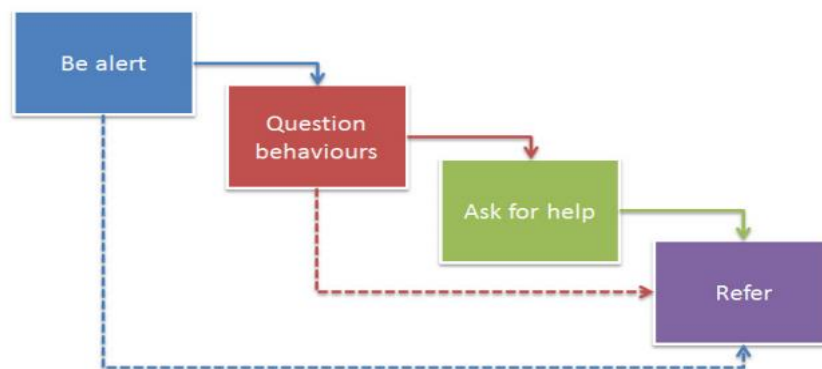 Be alert
Question
behaviours
Ask for help
Refer